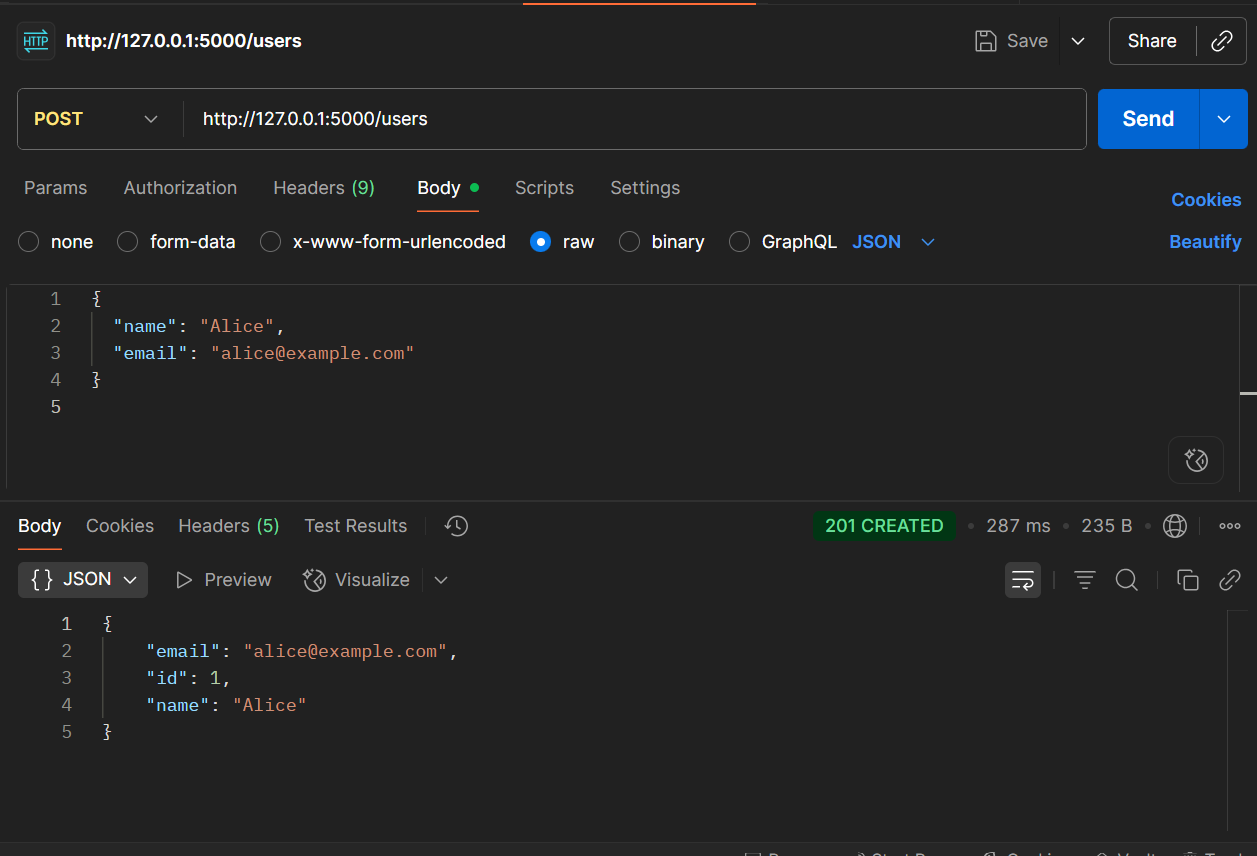 HTTP http://127.0.0.1:5000/users Save Share
POST http://127.0.0.1:5000/users Send
Params Authorization Headers (9) Body Scripts Settings Cookies
none form-data x-www-form-urlencoded raw binary GraphQL JSON Beautify
1 {
2 "name": "Alice",
3 "email": "alice@example.com"
4 }
5
Body Cookies Headers (5) Test Results 201 CREATED 287 ms 235 B
{} JSON Preview Visualize
1 {
2 "email": "alice@example.com",
3 "id": 1,
4 "name": "Alice"
5 }